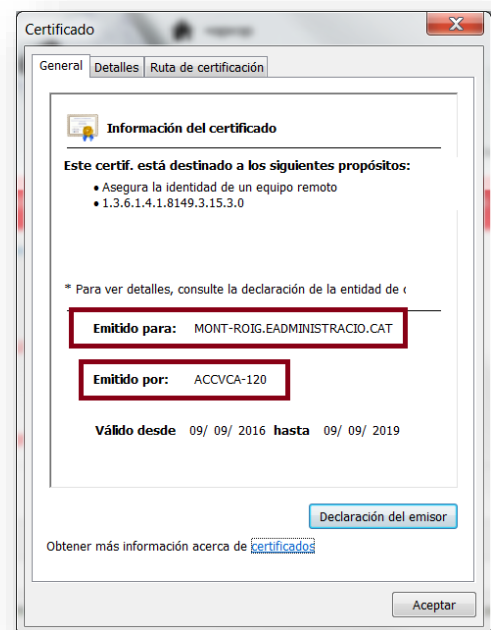 Certificado
General Detalles Ruta de certificación
Información del certificado
Este certif. está destinado a los siguientes propósitos:
• Asegura la identidad de un equipo remoto
• 1.3.6.1.4.1.8149.3.15.3.0
* Para ver detalles, consulte la declaración de la entidad de c
Emitido para: MONT-ROIG.EADMINISTRACIO.CAT
Emitido por: ACCVCA-120
Válido desde 09/ 09/ 2016 hasta 09/ 09/ 2019
Declaración del emisor
Obtener más información acerca de certificados
Aceptar